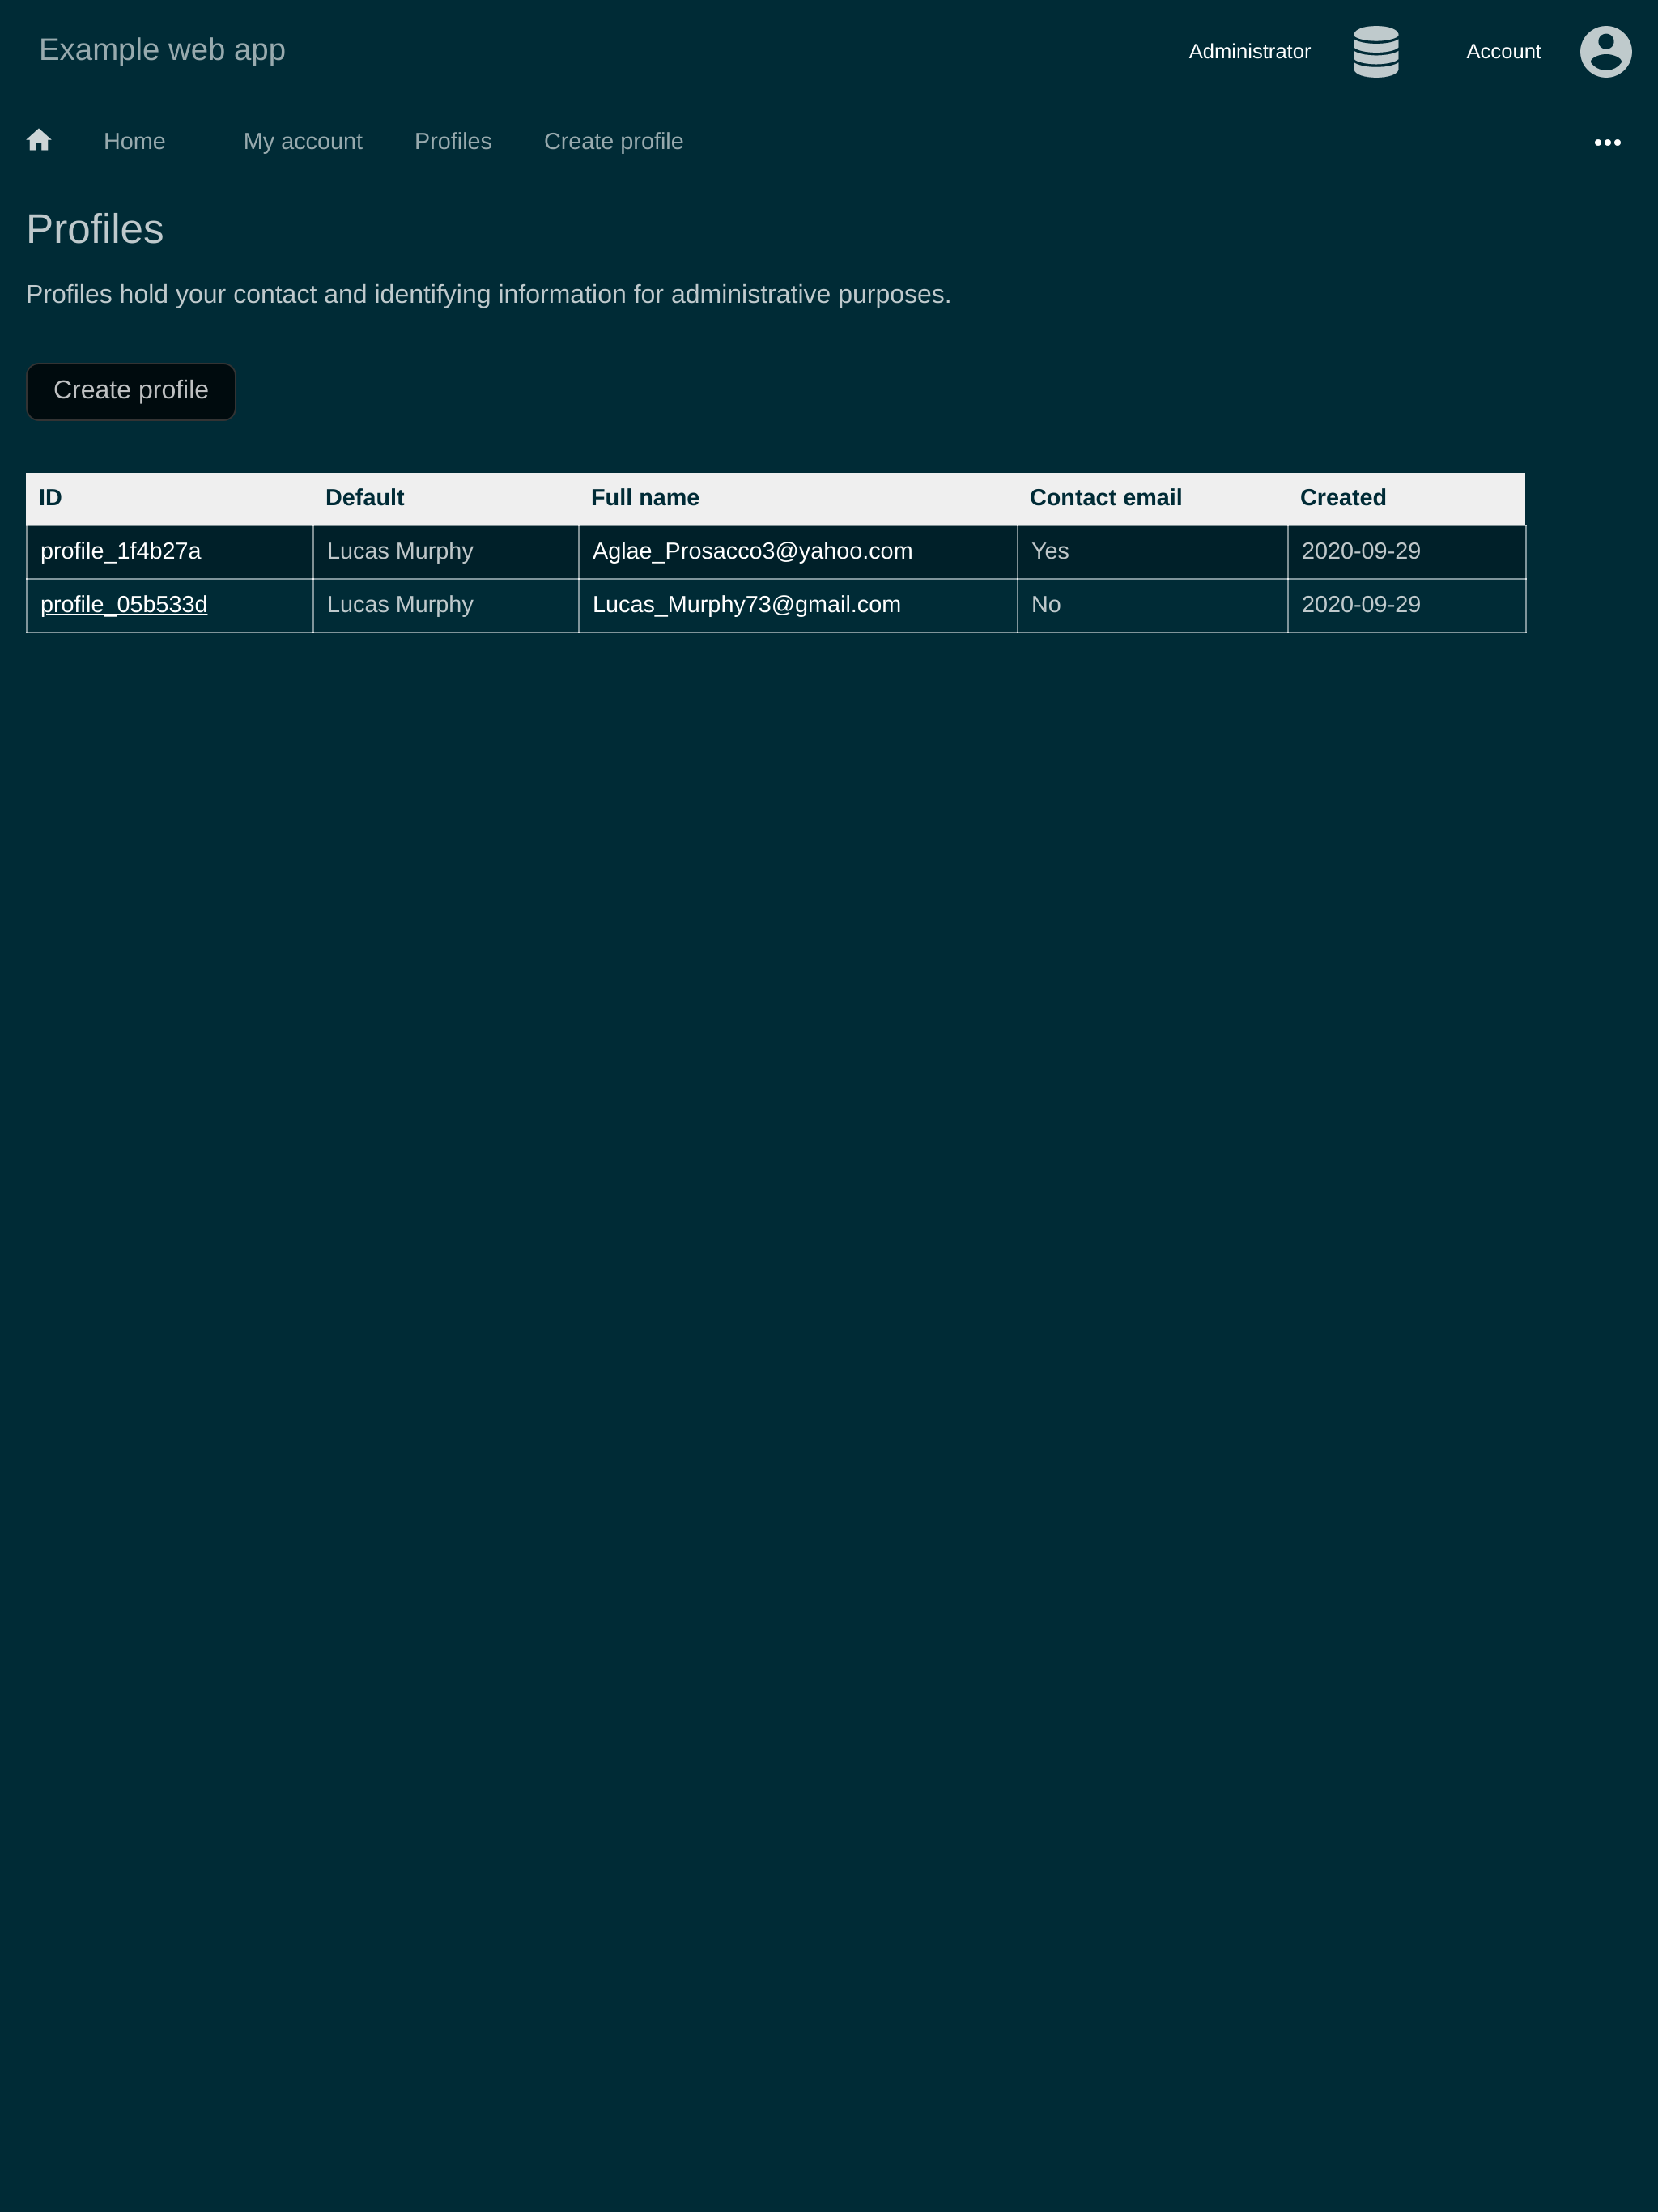 Example web app
Administrator
Account
Home
My account
Profiles
Create profile
Profiles
Profiles hold your contact and identifying information for administrative purposes.
Create profile
ID Default Full name Contact email Created
profile_1f4b27a Lucas Murphy Aglae_Prosacco3@yahoo.com Yes 2020-09-29
profile_05b533d Lucas Murphy Lucas_Murphy73@gmail.com No 2020-09-29